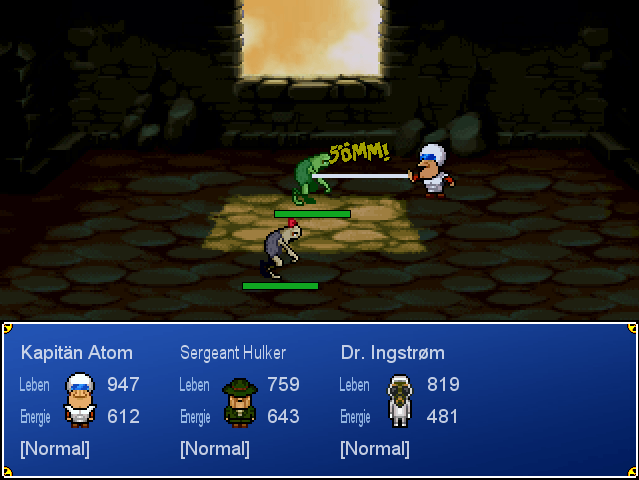 SÖMM!
Kapitän Atom
Leben 947
Energie 612
[Normal]
Sergeant Hulker
Leben 759
Energie 643
[Normal]
Dr. Ingstrøm
Leben 819
Energie 481
[Normal]